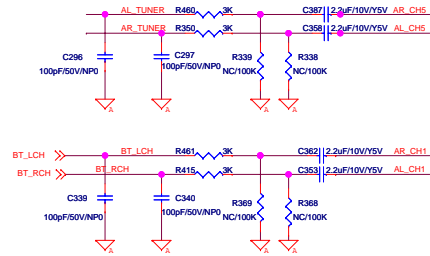 AL_TUNER R460 3K C387 2.2uF/10V/Y5V AR_CH5
AR_TUNER R350 3K C358 2.2uF/10V/Y5V AL_CH5
C296 C297 R339 R338
100pF/50V/NP0 100pF/50V/NP0 NC/100K NC/100K
A A A A
BT_LCH BT_LCH R461 3K C362 2.2uF/10V/Y5V AR_CH1
BT_RCH BT_RCH R415 3K C353 2.2uF/10V/Y5V AL_CH1
C339 C340 R369 R368
100pF/50V/NP0 100pF/50V/NP0 NC/100K NC/100K
A A A A